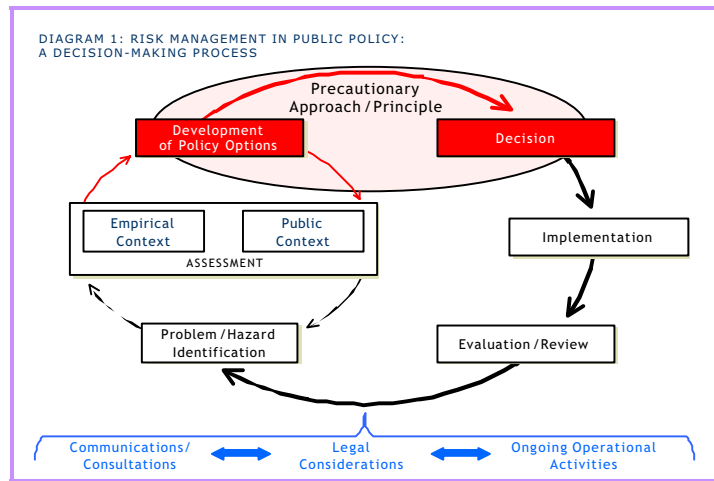 DIAGRAM 1: RISK MANAGEMENT IN PUBLIC POLICY:
A DECISION-MAKING PROCESS
Precautionary
Approach / Principle
Development
of Policy Options
Decision
Empirical
Context
Public
Context
ASSESSMENT
Implementation
Problem / Hazard
Identification
Evaluation / Review
Communications/
Consultations
Legal
Considerations
Ongoing Operational
Activities